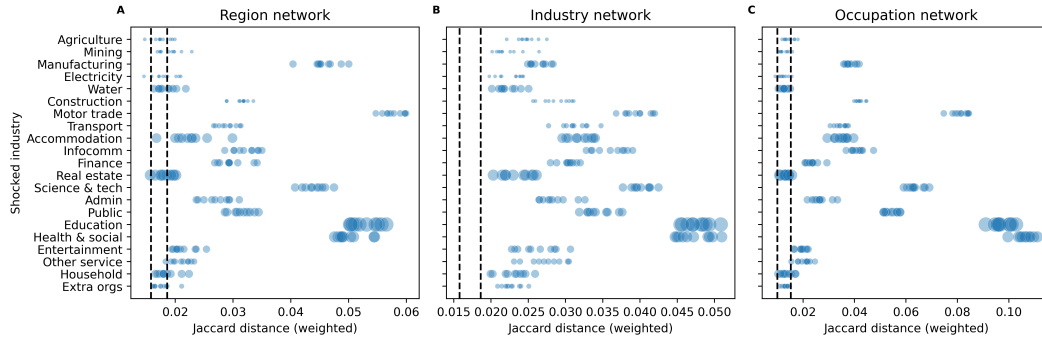 A
Region network
B
Industry network
C
Occupation network
Shocked industry
Agriculture
Mining
Manufacturing
Electricity
Water
Construction
Motor trade
Transport
Accommodation
Infocomm
Finance
Real estate
Science & tech
Admin
Public
Education
Health & social
Entertainment
Other service
Household
Extra orgs
0.02 0.03 0.04 0.05 0.06
0.015 0.020 0.025 0.030 0.035 0.040 0.045 0.050
0.02 0.04 0.06 0.08 0.10
Jaccard distance (weighted)
Jaccard distance (weighted)
Jaccard distance (weighted)